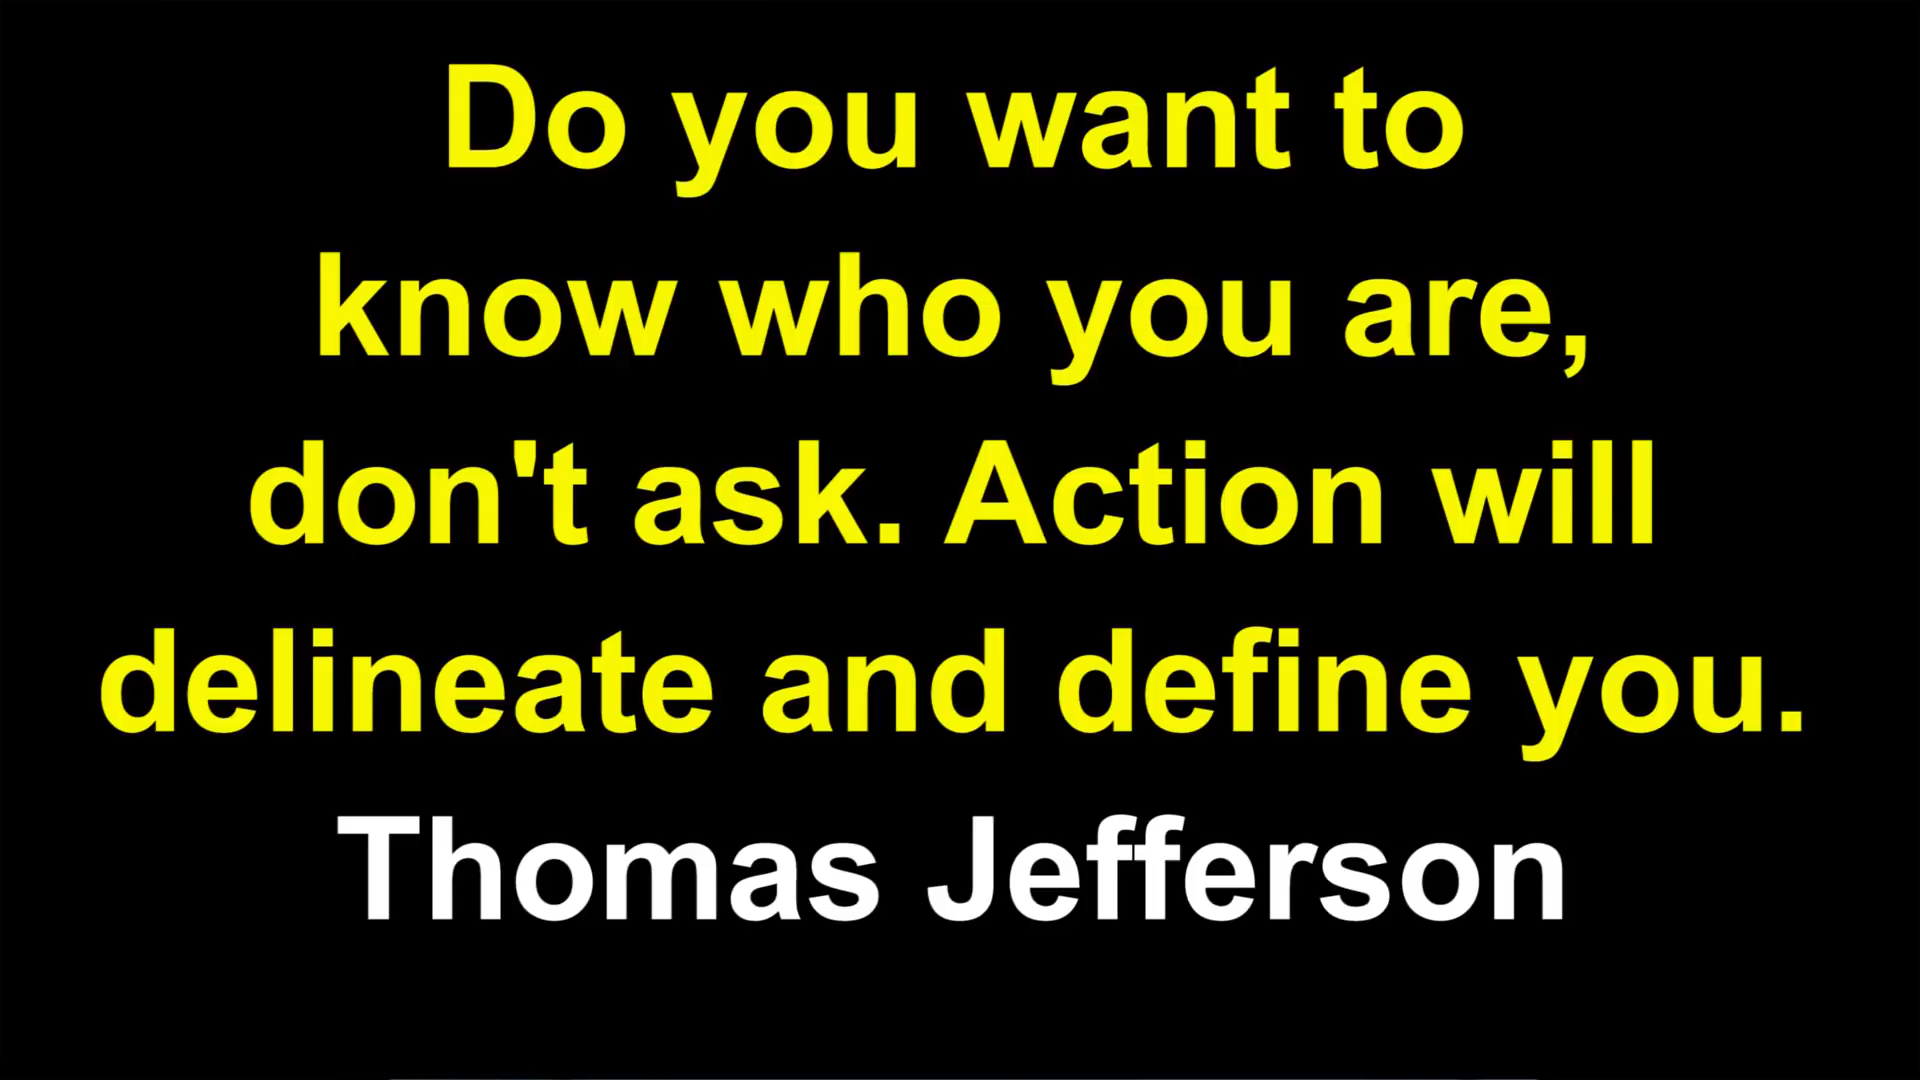 Do you want to
know who you are,
don't ask. Action will
delineate and define you.
Thomas Jefferson